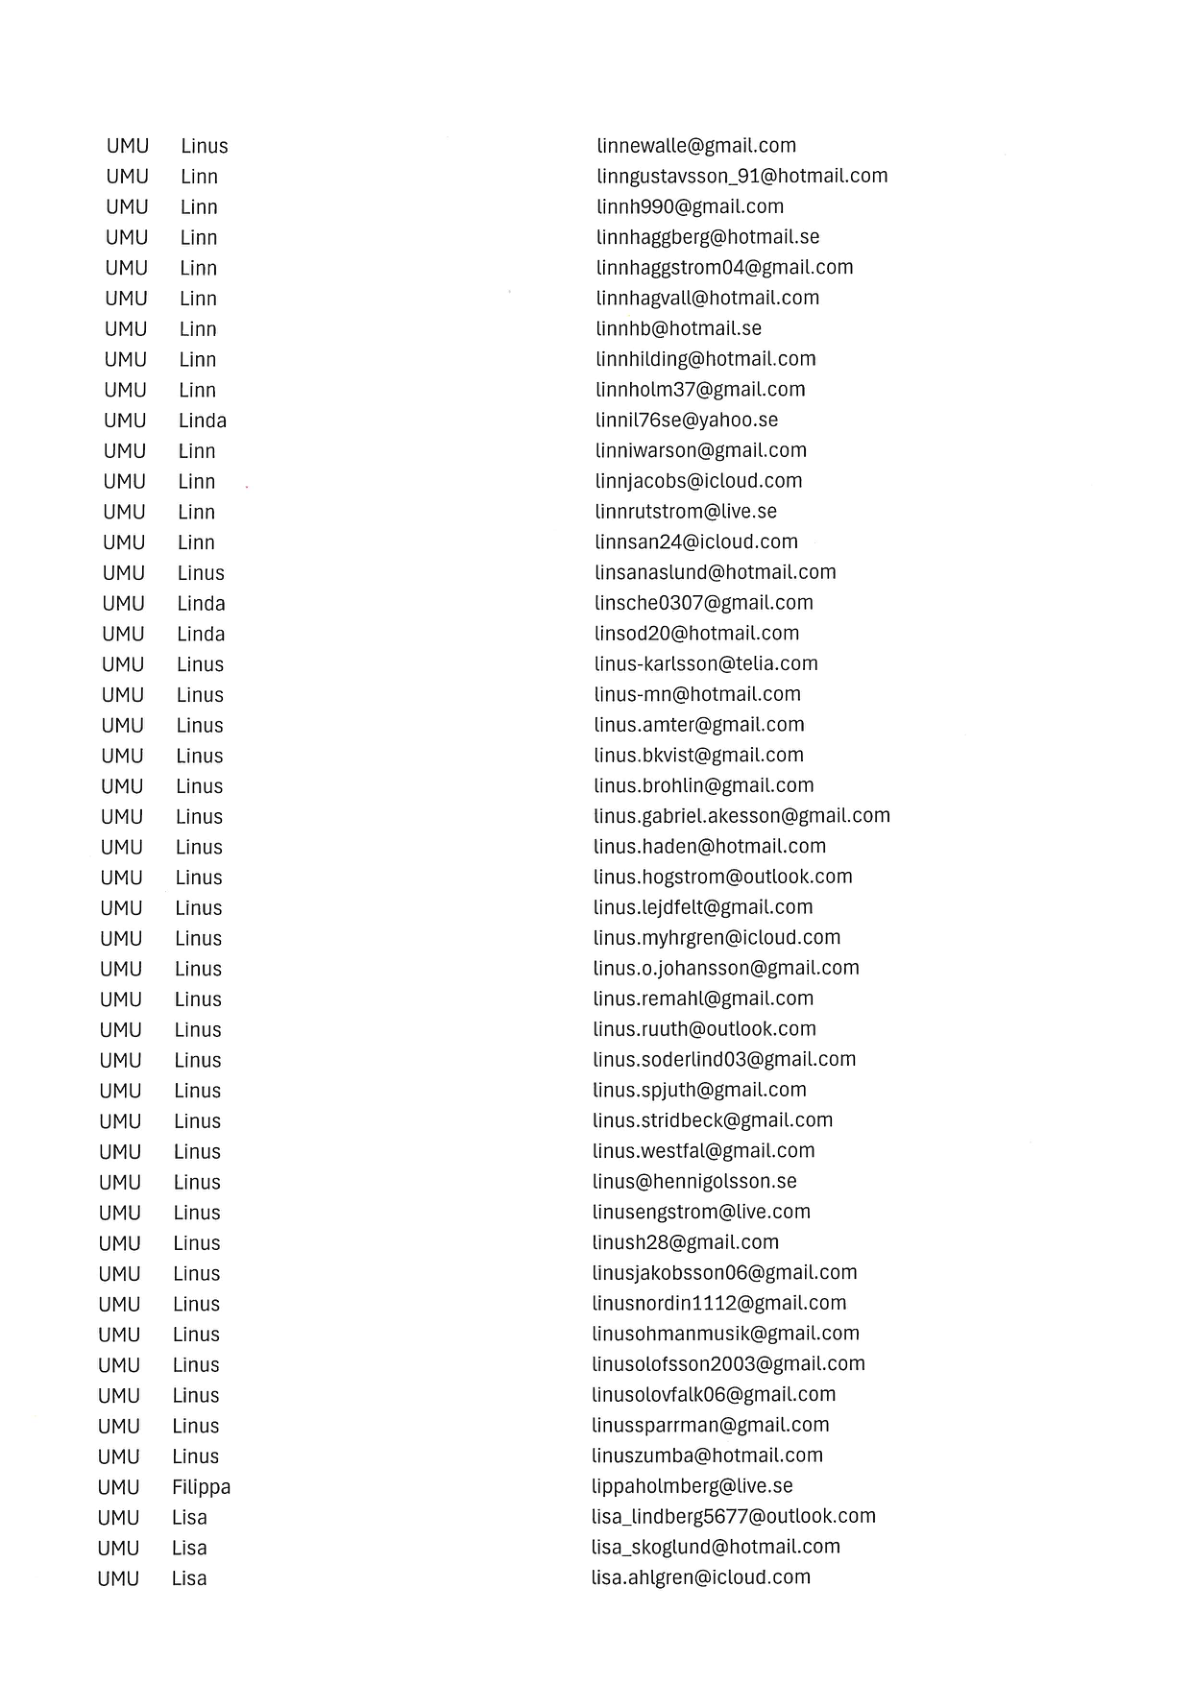 UMU Linus linnewalle@gmail.com
UMU Linn linngustavsson_91@hotmail.com
UMU Linn linnh990@gmail.com
UMU Linn linnhaggberg@hotmail.se
UMU Linn linnhaggstrom04@gmail.com
UMU Linn linnhagvall@hotmail.com
UMU Linn linnhb@hotmail.se
UMU Linn linnhilding@hotmail.com
UMU Linn linnholm37@gmail.com
UMU Linda linnil76se@yahoo.se
UMU Linn linniwarson@gmail.com
UMU Linn linnjacobs@icloud.com
UMU Linn linnrutstrom@live.se
UMU Linn linnsan24@icloud.com
UMU Linus linsanaslund@hotmail.com
UMU Linda linsche0307@gmail.com
UMU Linda linsod20@hotmail.com
UMU Linus linus-karlsson@telia.com
UMU Linus linus-mn@hotmail.com
UMU Linus linus.amter@gmail.com
UMU Linus linus.bkvist@gmail.com
UMU Linus linus.brohlin@gmail.com
UMU Linus linus.gabriel.akesson@gmail.com
UMU Linus linus.haden@hotmail.com
UMU Linus linus.hogstrom@outlook.com
UMU Linus linus.lejdfelt@gmail.com
UMU Linus linus.myhrgren@icloud.com
UMU Linus linus.o.johansson@gmail.com
UMU Linus linus.remahl@gmail.com
UMU Linus linus.ruuth@outlook.com
UMU Linus linus.soderlind03@gmail.com
UMU Linus linus.spjuth@gmail.com
UMU Linus linus.stridbeck@gmail.com
UMU Linus linus.westfal@gmail.com
UMU Linus linus@hennigolsson.se
UMU Linus linusengstrom@live.com
UMU Linus linush28@gmail.com
UMU Linus linusjakobsson06@gmail.com
UMU Linus linusnordin1112@gmail.com
UMU Linus linusohmanmusik@gmail.com
UMU Linus linusolofsson2003@gmail.com
UMU Linus linusolovfalk06@gmail.com
UMU Linus linussparrman@gmail.com
UMU Linus linuszumba@hotmail.com
UMU Filippa lippaholmberg@live.se
UMU Lisa lisa_lindberg5677@outlook.com
UMU Lisa lisa_skoglund@hotmail.com
UMU Lisa lisa.ahlgren@icloud.com